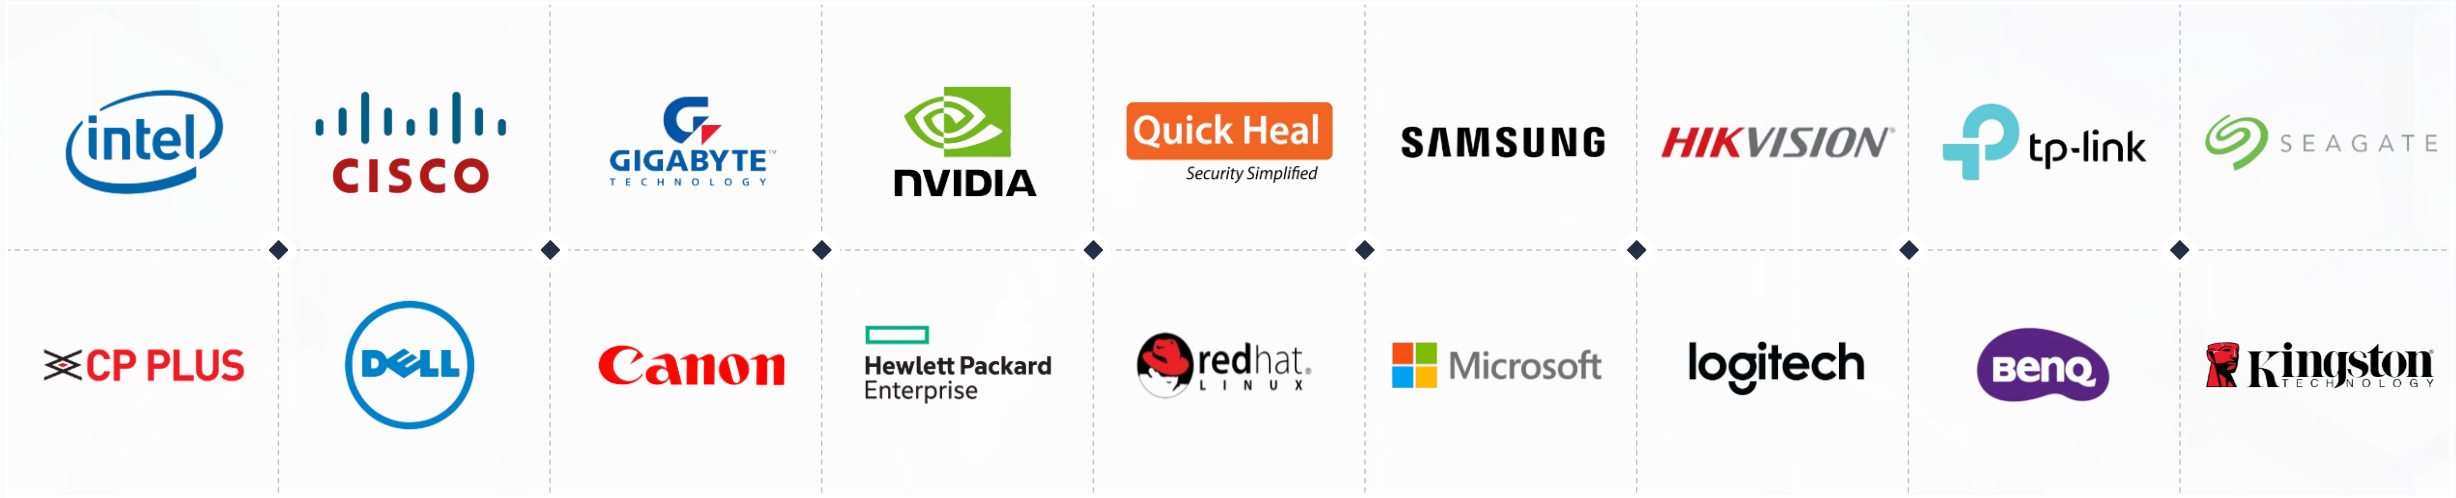 intel
CISCO
GIGABYTE™
TECHNOLOGY
NVIDIA
Quick Heal
Security Simplified
SAMSUNG
HIKVISION®
tp-link
SEAGATE
CP PLUS
DELL
Canon
Hewlett Packard
Enterprise
redhat®
LINUX
Microsoft
logitech
BenQ
Kingston®
TECHNOLOGY